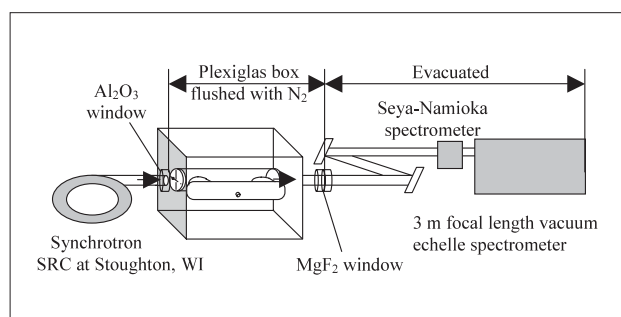 Plexiglas box
flushed with N₂
Evacuated
Al₂O₃
window
Seya-Namioka
spectrometer
Synchrotron
SRC at Stoughton, WI
MgF₂ window
3 m focal length vacuum
echelle spectrometer